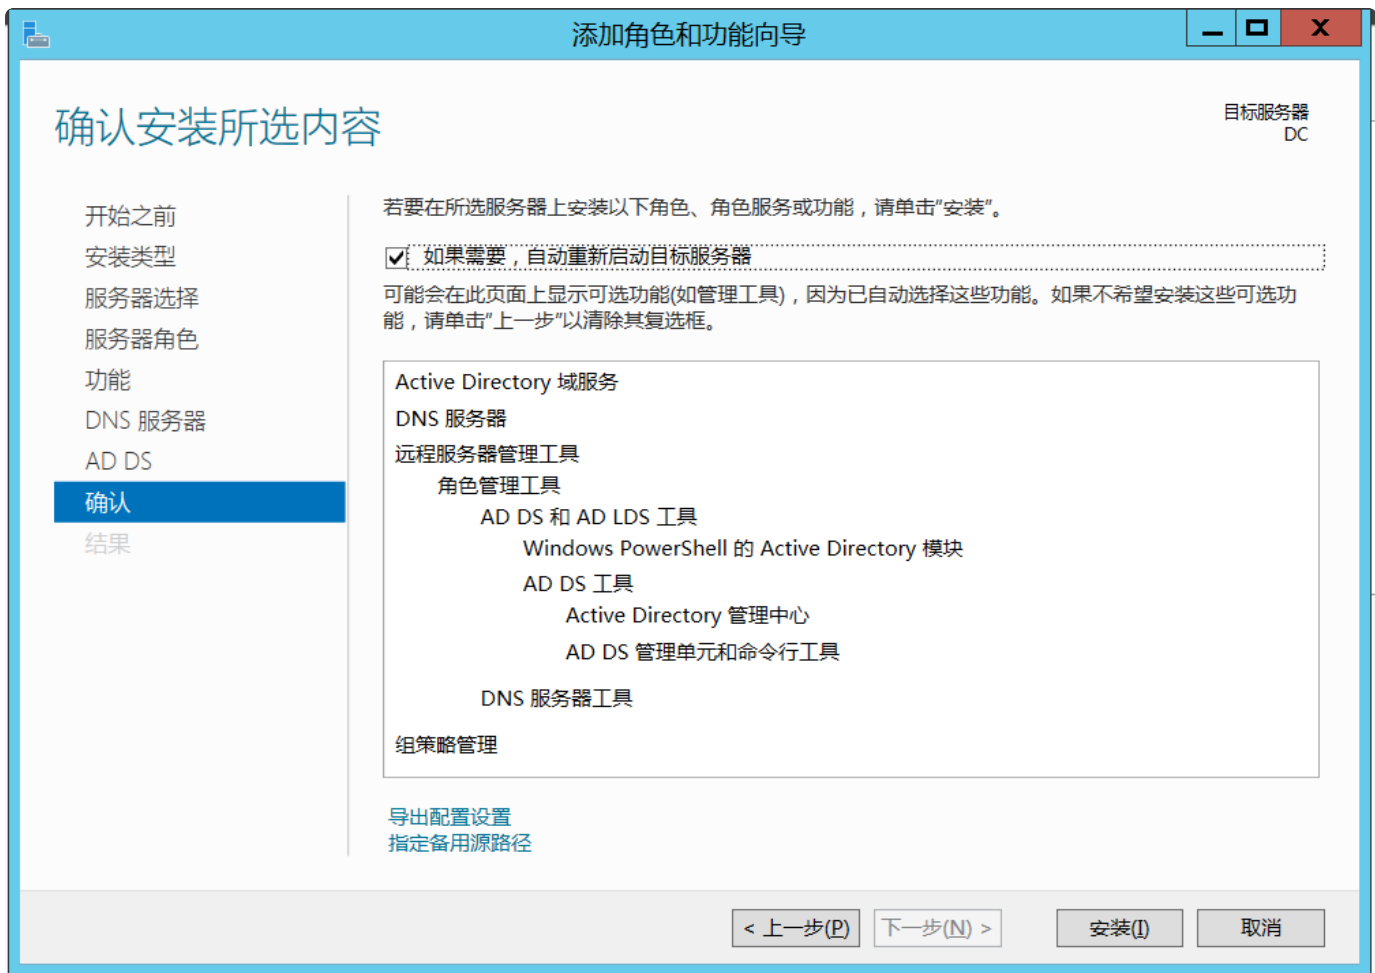 添加角色和功能向导
确认安装所选内容
目标服务器
DC
开始之前
安装类型
服务器选择
服务器角色
功能
DNS 服务器
AD DS
确认
结果
若要在所选服务器上安装以下角色、角色服务或功能，请单击"安装"。
如果需要，自动重新启动目标服务器
可能会在此页面上显示可选功能(如管理工具)，因为已自动选择这些功能。如果不希望安装这些可选功
能，请单击"上一步"以清除其复选框。
Active Directory 域服务
DNS 服务器
远程服务器管理工具
角色管理工具
AD DS 和 AD LDS 工具
Windows PowerShell 的 Active Directory 模块
AD DS 工具
Active Directory 管理中心
AD DS 管理单元和命令行工具
DNS 服务器工具
组策略管理
导出配置设置
指定备用源路径
< 上一步(P) 下一步(N) > 安装(I) 取消